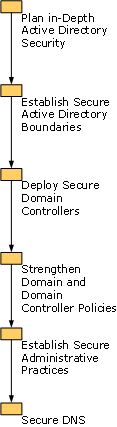 Plan in-Depth
Active Directory
Security
Establish Secure
Active Directory
Boundaries
Deploy Secure
Domain
Controllers
Strengthen
Domain and
Domain
Controller Policies
Establish Secure
Administrative
Practices
Secure DNS